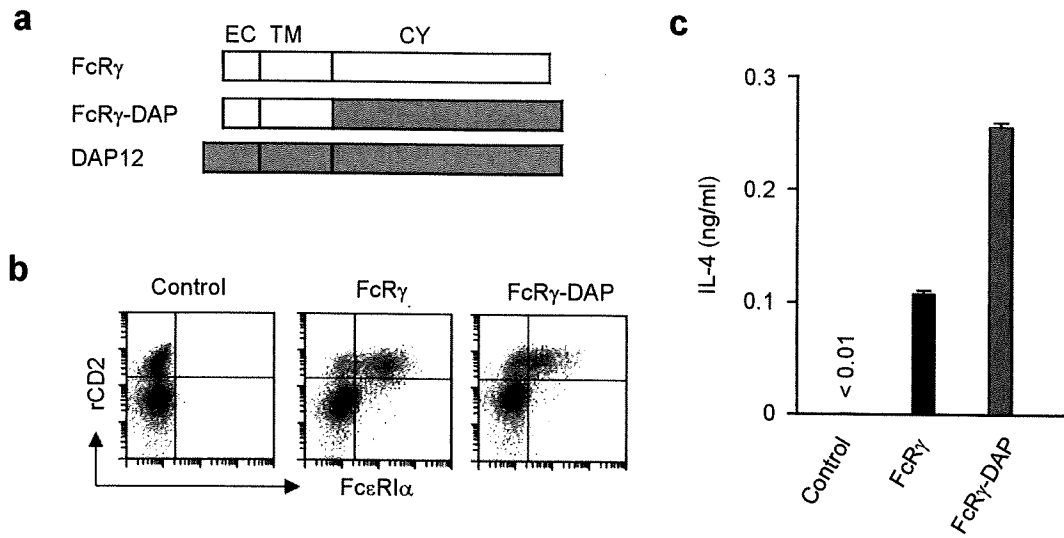 a
EC TM CY
FcRγ
FcRγ-DAP
DAP12
b
Control FcRγ FcRγ-DAP
rCD2
FcεRIα
c
IL-4 (ng/ml)
0.3
0.2
0.1
0
< 0.01
Control
FcRγ
FcRγ-DAP